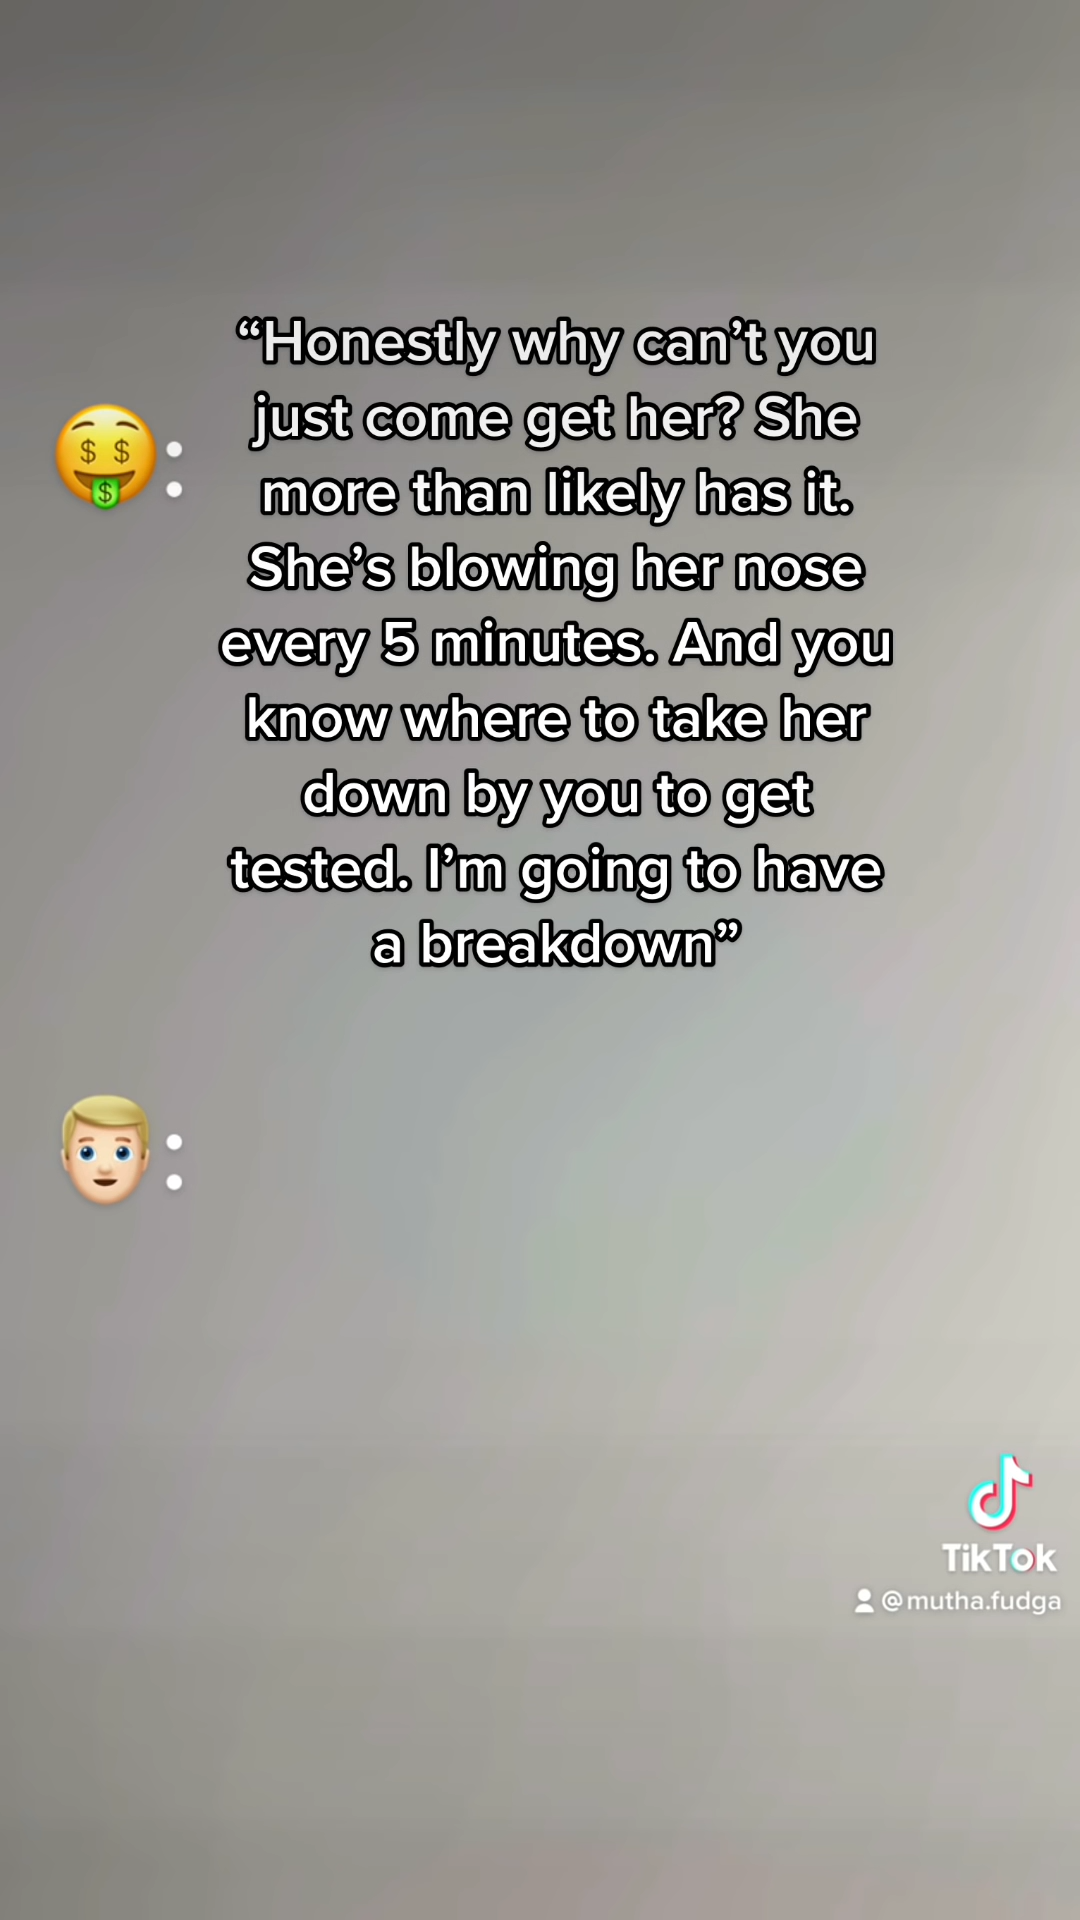 “Honestly why can’t you
just come get her? She
more than likely has it.
She’s blowing her nose
every 5 minutes. And you
know where to take her
down by you to get
tested. I’m going to have
a breakdown”
:
:
TikTok
@mutha.fudga